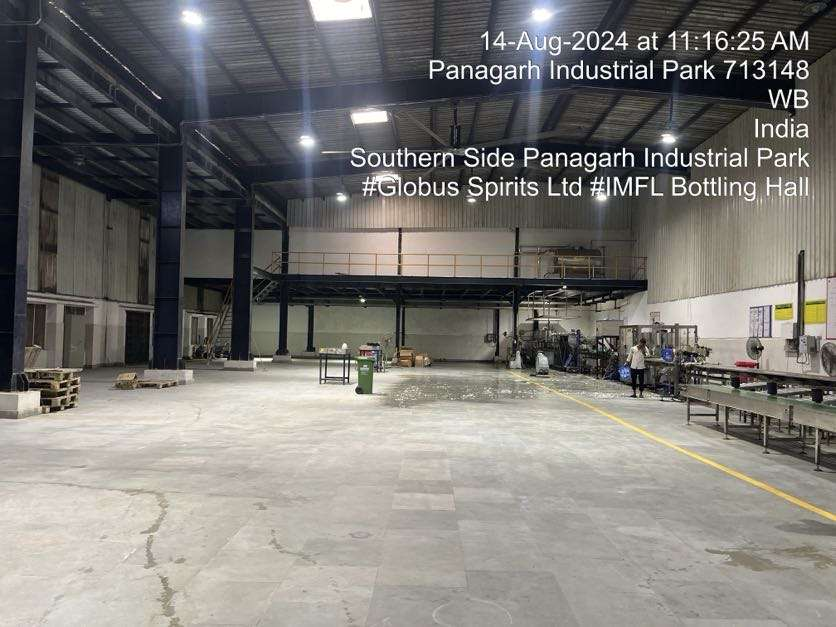 14-Aug-2024 at 11:16:25 AM
Panagarh Industrial Park 713148
WB
India
Southern Side Panagarh Industrial Park
#Globus Spirits Ltd #IMFL Bottling Hall